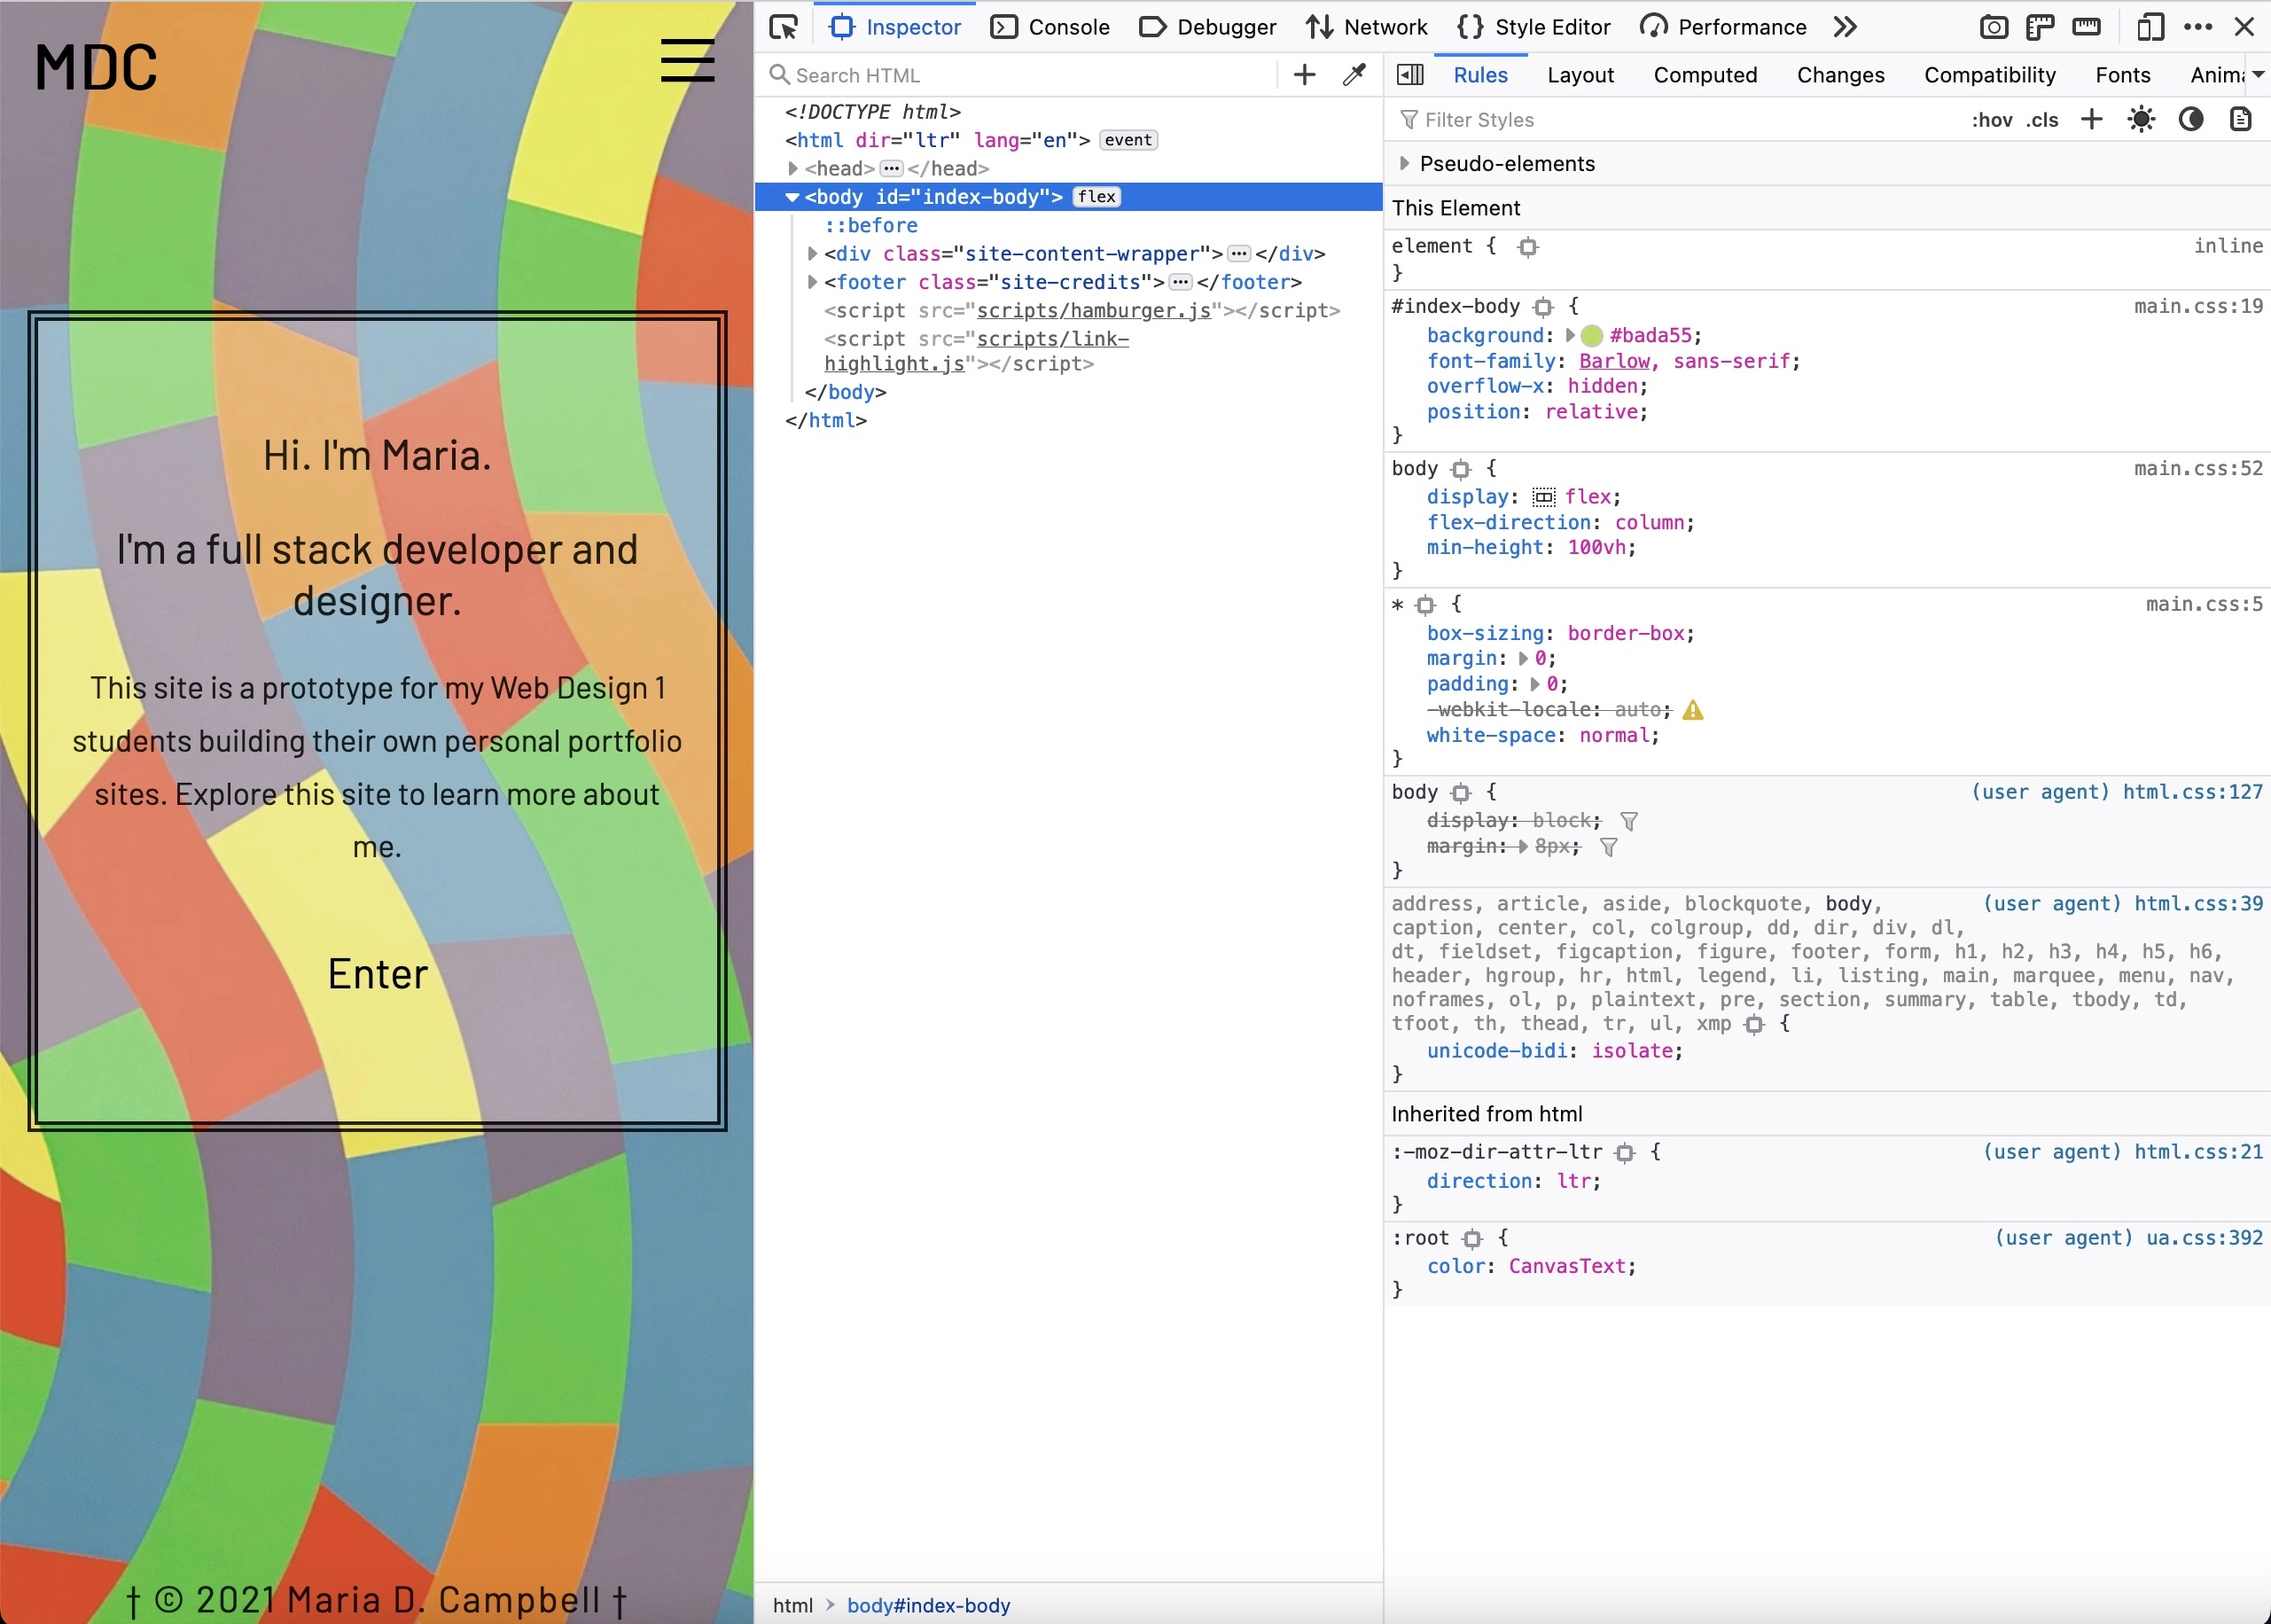 MDC
Hi. I'm Maria.
I'm a full stack developer and
designer.
This site is a prototype for my Web Design 1
students building their own personal portfolio
sites. Explore this site to learn more about
me.
Enter
† © 2021 Maria D. Campbell †
Inspector Console Debugger Network Style Editor Performance
Search HTML
<!DOCTYPE html>
<html dir="ltr" lang="en"> event
<head> ••• </head>
<body id="index-body"> flex
::before
<div class="site-content-wrapper"> ••• </div>
<footer class="site-credits"> ••• </footer>
<script src="scripts/hamburger.js"></script>
<script src="scripts/link-
highlight.js"></script>
</body>
</html>
html > body#index-body
Rules Layout Computed Changes Compatibility Fonts Anim
Filter Styles :hov .cls
Pseudo-elements
This Element
element { inline
}
#index-body { main.css:19
background: #bada55;
font-family: Barlow, sans-serif;
overflow-x: hidden;
position: relative;
}
body { main.css:52
display: flex;
flex-direction: column;
min-height: 100vh;
}
* { main.css:5
box-sizing: border-box;
margin: 0;
padding: 0;
-webkit-locale: auto;
white-space: normal;
}
body { (user agent) html.css:127
display: block;
margin: 8px;
}
address, article, aside, blockquote, body, (user agent) html.css:39
caption, center, col, colgroup, dd, dir, div, dl,
dt, fieldset, figcaption, figure, footer, form, h1, h2, h3, h4, h5, h6,
header, hgroup, hr, html, legend, li, listing, main, marquee, menu, nav,
noframes, ol, p, plaintext, pre, section, summary, table, tbody, td,
tfoot, th, thead, tr, ul, xmp {
unicode-bidi: isolate;
}
Inherited from html
:-moz-dir-attr-ltr { (user agent) html.css:21
direction: ltr;
}
:root { (user agent) ua.css:392
color: CanvasText;
}